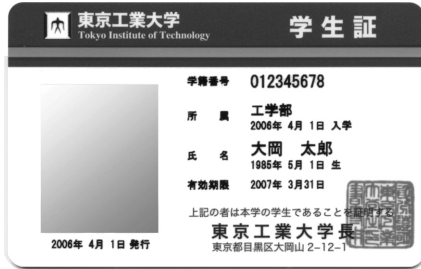 東京工業大学
Tokyo Institute of Technology
学生証
学籍番号 012345678
所 属 工学部
2006年 4月 1日 入学
氏 名 大岡 太郎
1985年 5月 1日 生
有効期限 2007年 3月31日
上記の者は本学の学生であることを証明する
東京工業大学長
東京都目黒区大岡山 2-12-1
2006年 4月 1日 発行